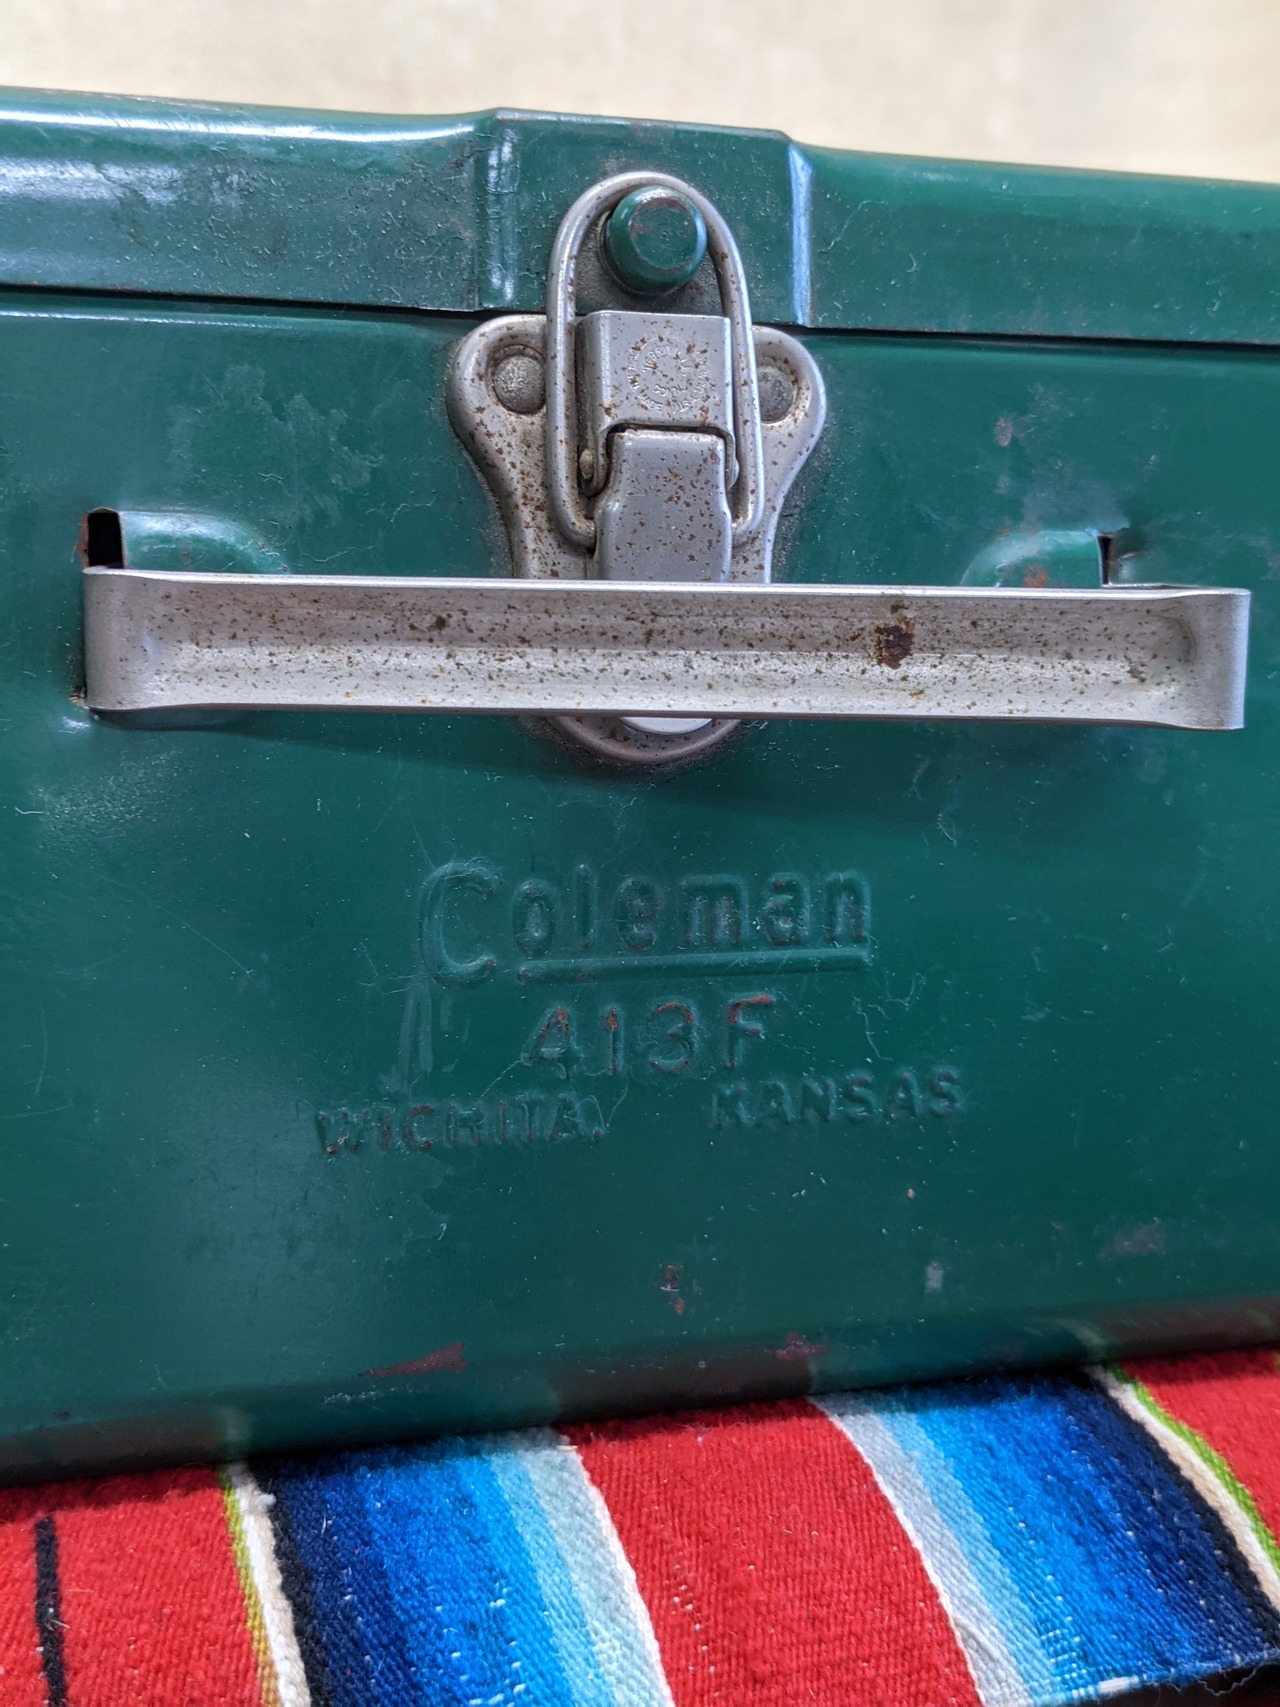 Coleman
413F
WICHITA, KANSAS